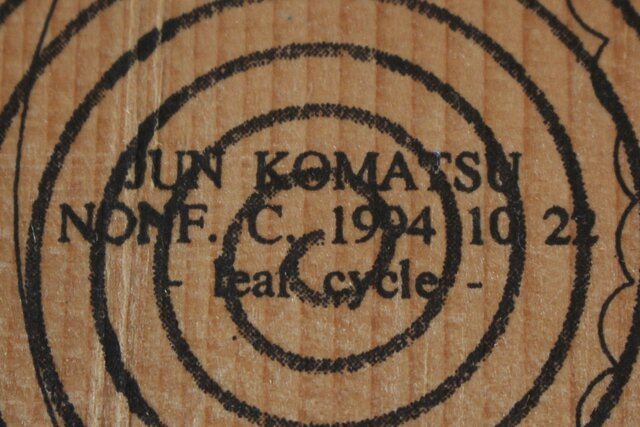 JUN KOMATSU
NONF. C. 1994 10 22
- leaf cycle -